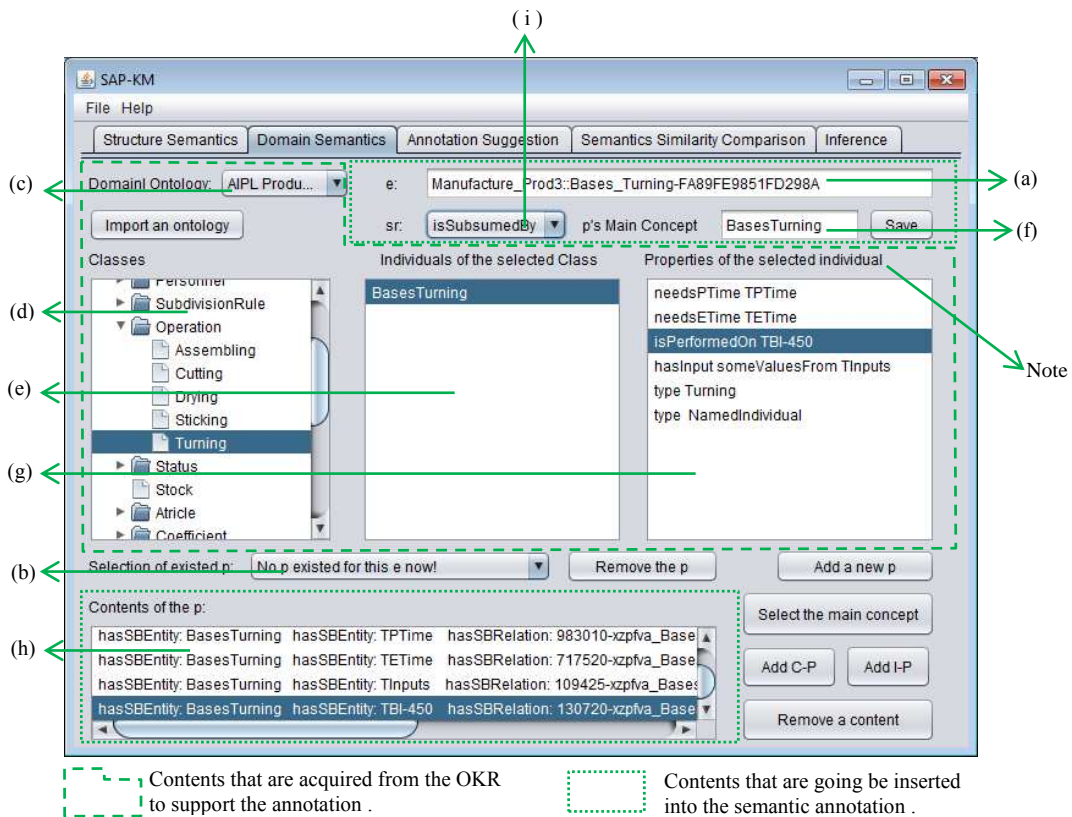 ( i )
SAP-KM
File Help
Structure Semantics Domain Semantics Annotation Suggestion Semantics Similarity Comparison Inference
(c)
Domainl Ontology: AIPL Produ...
e: Manufacture_Prod3::Bases_Turning-FA89FE9851FD298A
(a)
Import an ontology
sr: isSubsumedBy p's Main Concept BasesTurning Save
(f)
Classes
Individuals of the selected Class
Properties of the selected individual
(d)
Personnel
SubdivisionRule
Operation
Assembling
Cutting
Drying
Sticking
Turning
Status
Stock
Atricle
Coefficient
(e)
(g)
BasesTurning
needsPTime TPTime
needsETime TETime
isPerformedOn TBI-450
hasInput someValuesFrom TInputs
type Turning
type NamedIndividual
Note
(b)
Selection of existed p: No p existed for this e now! Remove the p Add a new p
Contents of the p:
(h)
hasSBEntity: BasesTurning hasSBEntity: TPTime hasSBRelation: 983010-xzpfva_Base
hasSBEntity: BasesTurning hasSBEntity: TETime hasSBRelation: 717520-xzpfva_Base
hasSBEntity: BasesTurning hasSBEntity: TInputs hasSBRelation: 109425-xzpfva_Bases
hasSBEntity: BasesTurning hasSBEntity: TBI-450 hasSBRelation: 130720-xzpfva_Base
Select the main concept
Add C-P Add I-P
Remove a content
Contents that are acquired from the OKR
to support the annotation .
Contents that are going be inserted
into the semantic annotation .